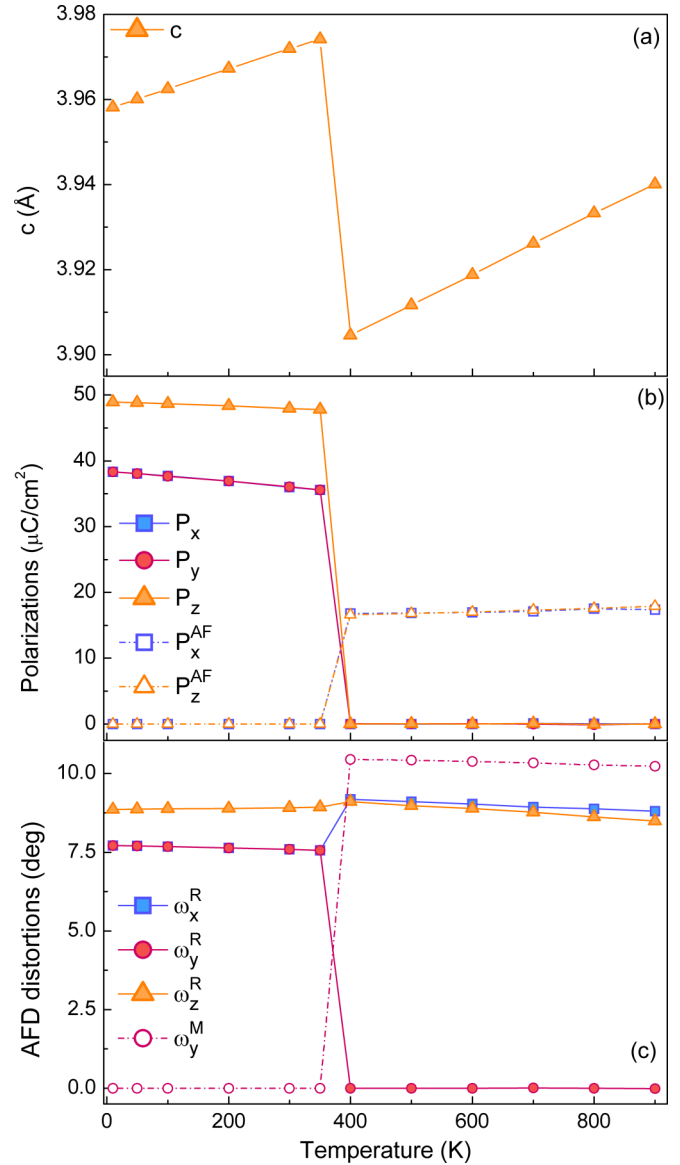 3.98
c
(a)
3.96
3.94
3.92
3.90
c (Å)
50
(b)
40
30
20
10
0
Polarizations (μC/cm²)
P_x
P_y
P_z
P_x^AF
P_z^AF
10.0
7.5
5.0
2.5
0.0
AFD distortions (deg)
ω_x^R
ω_y^R
ω_z^R
ω_y^M
(c)
0 200 400 600 800
Temperature (K)